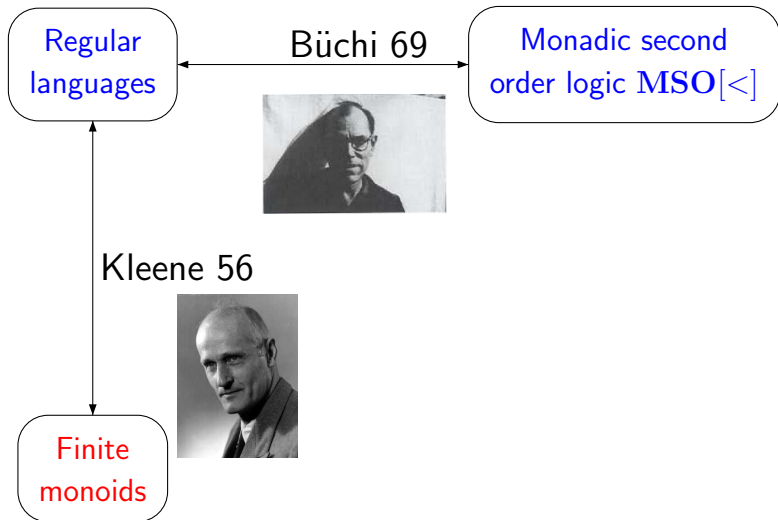 Regular
languages
Büchi 69
Monadic second
order logic MSO[<]
Kleene 56
Finite
monoids